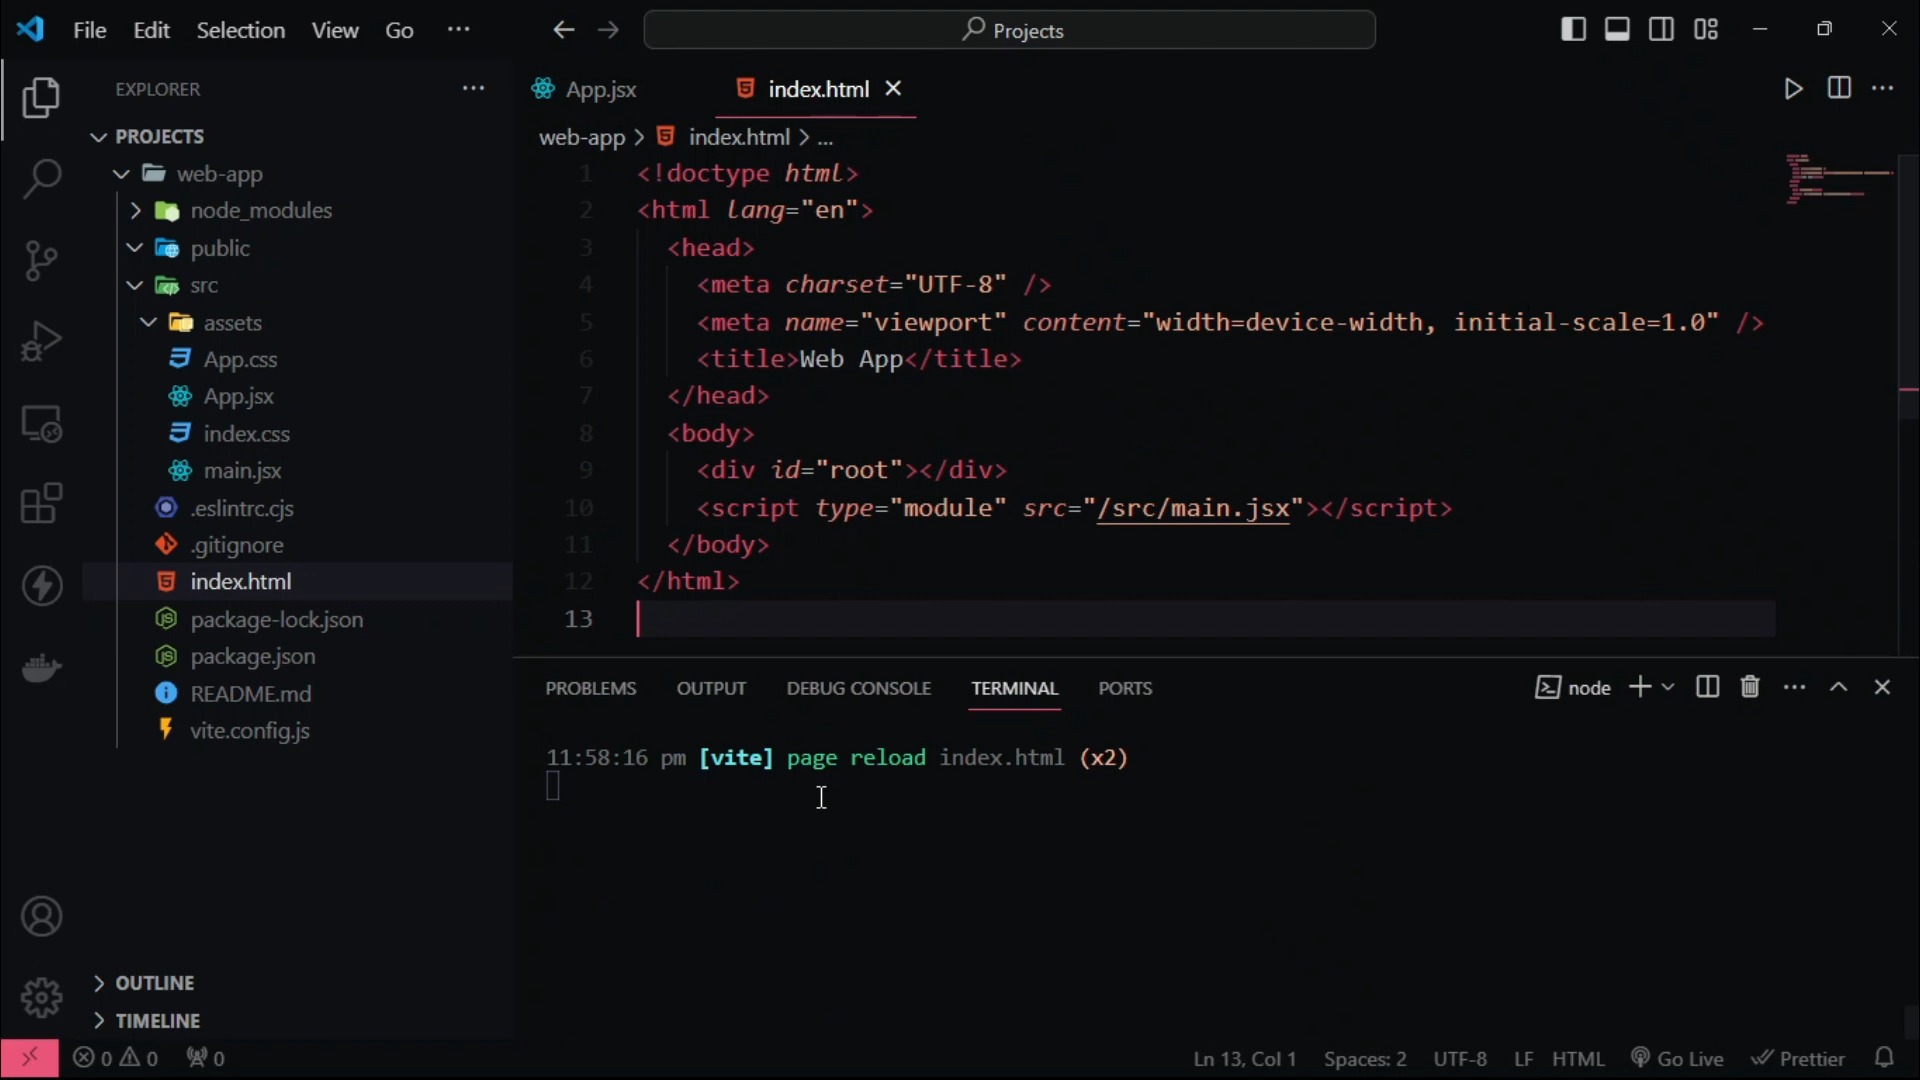 File Edit Selection View Go ···
Projects
EXPLORER ···
PROJECTS
web-app
node_modules
public
src
assets
App.css
App.jsx
index.css
main.jsx
.eslintrc.cjs
.gitignore
index.html
package-lock.json
package.json
README.md
vite.config.js
OUTLINE
TIMELINE
App.jsx
index.html
web-app > index.html > ...
1 <!doctype html>
2 <html lang="en">
3 <head>
4 <meta charset="UTF-8" />
5 <meta name="viewport" content="width=device-width, initial-scale=1.0" />
6 <title>Web App</title>
7 </head>
8 <body>
9 <div id="root"></div>
10 <script type="module" src="/src/main.jsx"></script>
11 </body>
12 </html>
13
PROBLEMS OUTPUT DEBUG CONSOLE TERMINAL PORTS
node
11:58:16 pm [vite] page reload index.html (x2)
0 0 0
Ln 13, Col 1 Spaces: 2 UTF-8 LF HTML Go Live Prettier